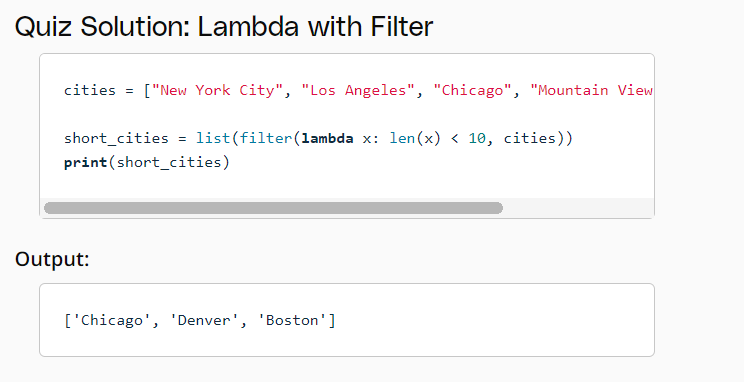 Quiz Solution: Lambda with Filter
cities = ["New York City", "Los Angeles", "Chicago", "Mountain View
short_cities = list(filter(lambda x: len(x) < 10, cities))
print(short_cities)
Output:
['Chicago', 'Denver', 'Boston']